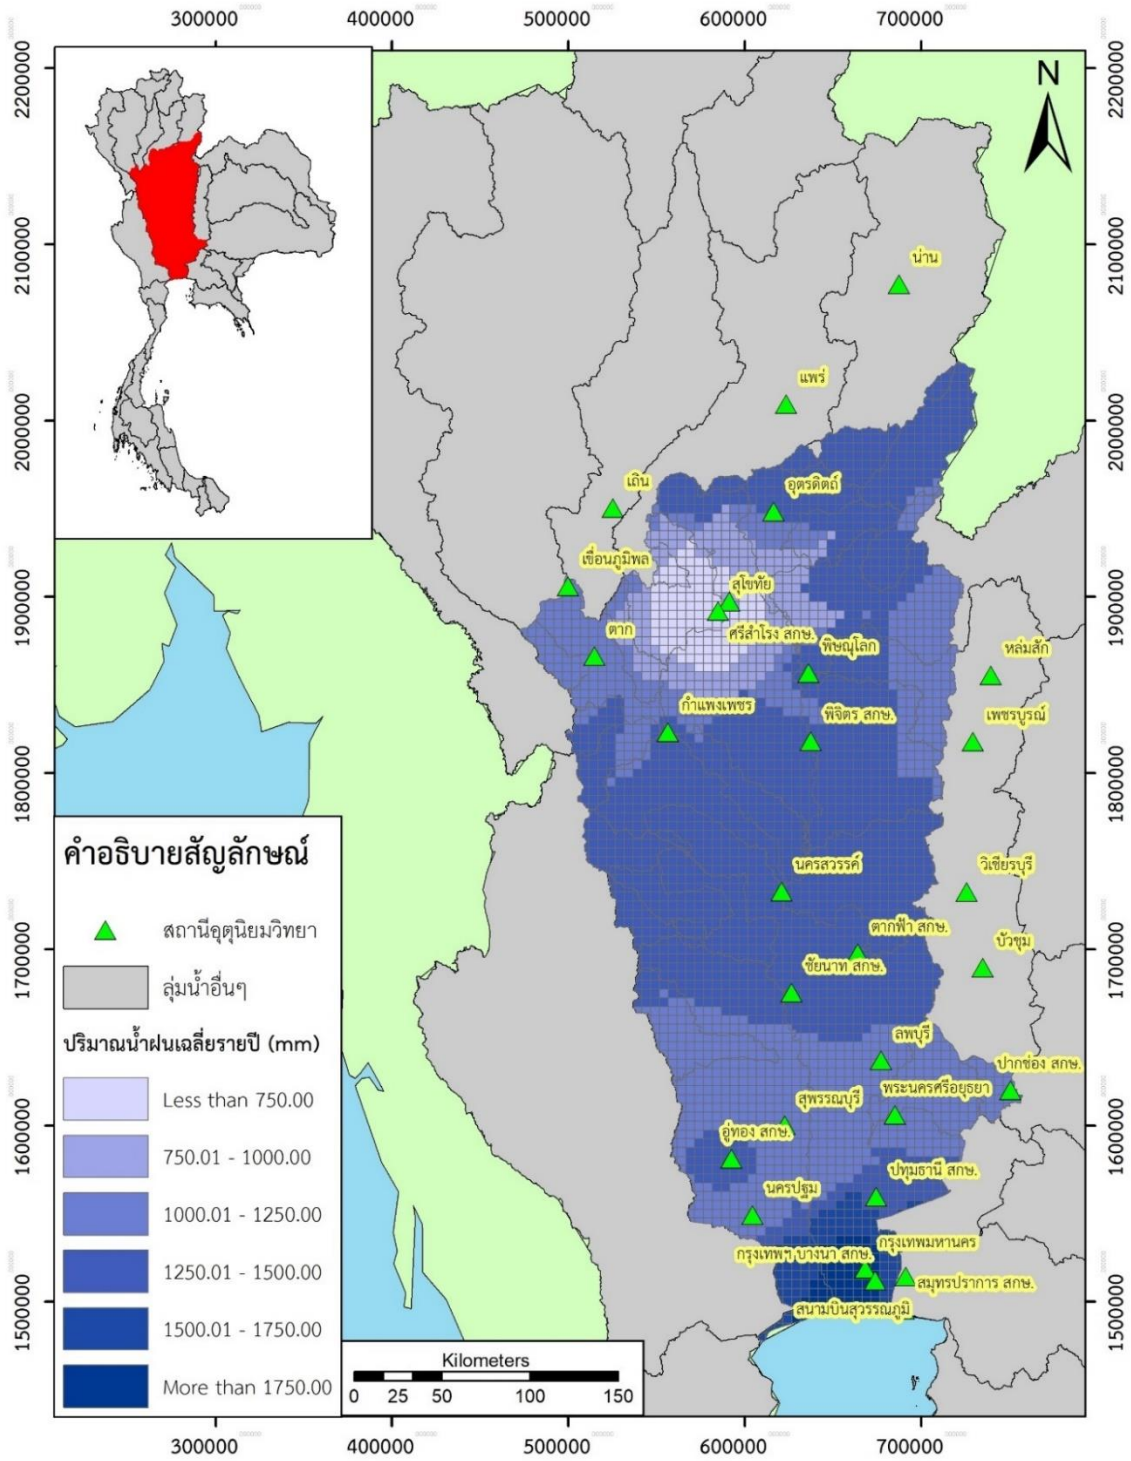 300000 400000 500000 600000 700000
2200000 2200000
2100000 2100000
2000000 2000000
1900000 1900000
1800000 1800000
1700000 1700000
1600000 1600000
1500000 1500000
N
น่าน
แพร่
เถิน
อุตรดิตถ์
เขื่อนภูมิพล
สุโขทัย
ตาก
ศรีสำโรง สกษ.
พิษณุโลก
หล่มสัก
กำแพงเพชร
พิจิตร สกษ.
เพชรบูรณ์
นครสวรรค์
วิเชียรบุรี
ตากฟ้า สกษ.
บัวชุม
ชัยนาท สกษ.
ลพบุรี
ปากช่อง สกษ.
สุพรรณบุรี
พระนครศรีอยุธยา
อู่ทอง สกษ.
ปทุมธานี สกษ.
นครปฐม
กรุงเทพมหานคร
กรุงเทพฯ บางนา สกษ.
สมุทรปราการ สกษ.
สนามบินสุวรรณภูมิ
คำอธิบายสัญลักษณ์
สถานีอุตุนิยมวิทยา
ลุ่มน้ำอื่นๆ
ปริมาณน้ำฝนเฉลี่ยรายปี (mm)
Less than 750.00
750.01 - 1000.00
1000.01 - 1250.00
1250.01 - 1500.00
1500.01 - 1750.00
More than 1750.00
Kilometers
0 25 50 100 150
300000 400000 500000 600000 700000